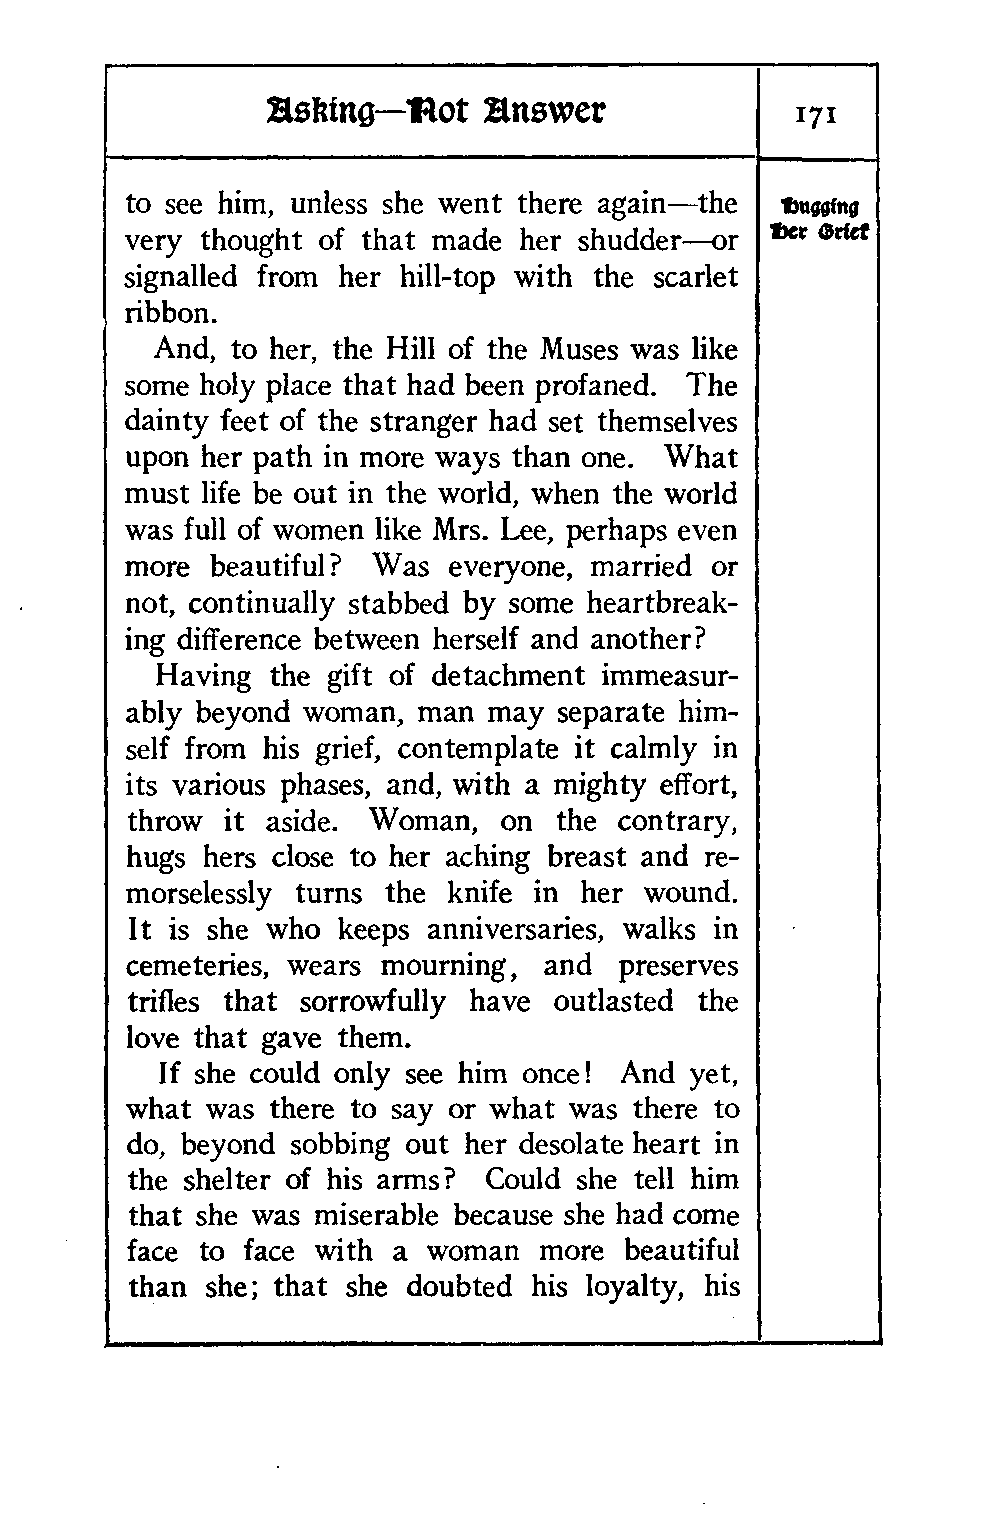 Asking—Not Answer
171
to see him, unless she went there again—the
very thought of that made her shudder—or
signalled from her hill-top with the scarlet
ribbon.
Hugging
Her Grief
And, to her, the Hill of the Muses was like
some holy place that had been profaned. The
dainty feet of the stranger had set themselves
upon her path in more ways than one. What
must life be out in the world, when the world
was full of women like Mrs. Lee, perhaps even
more beautiful? Was everyone, married or
not, continually stabbed by some heartbreak-
ing difference between herself and another?
Having the gift of detachment immeasur-
ably beyond woman, man may separate him-
self from his grief, contemplate it calmly in
its various phases, and, with a mighty effort,
throw it aside. Woman, on the contrary,
hugs hers close to her aching breast and re-
morselessly turns the knife in her wound.
It is she who keeps anniversaries, walks in
cemeteries, wears mourning, and preserves
trifles that sorrowfully have outlasted the
love that gave them.
If she could only see him once! And yet,
what was there to say or what was there to
do, beyond sobbing out her desolate heart in
the shelter of his arms? Could she tell him
that she was miserable because she had come
face to face with a woman more beautiful
than she; that she doubted his loyalty, his